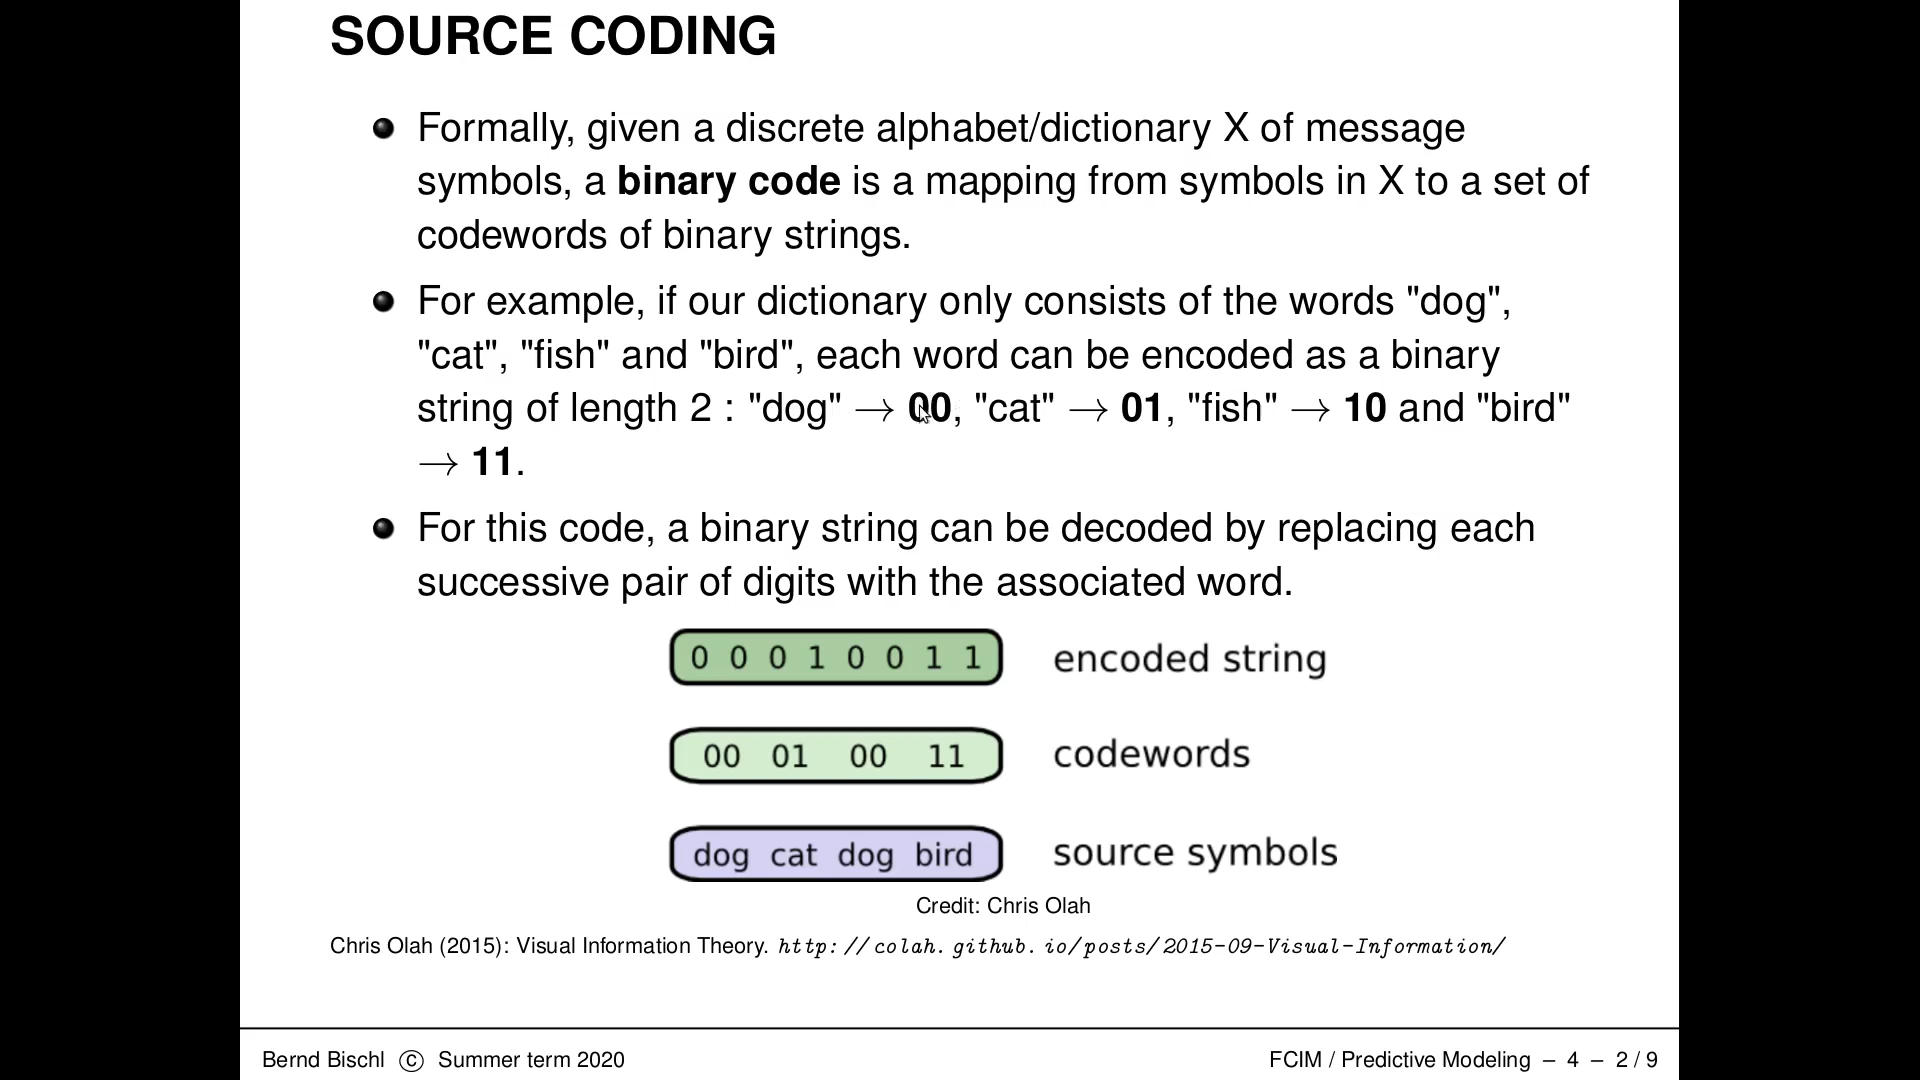 SOURCE CODING
Formally, given a discrete alphabet/dictionary X of message
symbols, a binary code is a mapping from symbols in X to a set of
codewords of binary strings.
For example, if our dictionary only consists of the words "dog",
"cat", "fish" and "bird", each word can be encoded as a binary
string of length 2 : "dog" → 00, "cat" → 01, "fish" → 10 and "bird"
→ 11.
For this code, a binary string can be decoded by replacing each
successive pair of digits with the associated word.
0 0 0 1 0 0 1 1 encoded string
00 01 00 11 codewords
dog cat dog bird source symbols
Credit: Chris Olah
Chris Olah (2015): Visual Information Theory. http://colah.github.io/posts/2015-09-Visual-Information/
Bernd Bischl © Summer term 2020 FCIM / Predictive Modeling – 4 – 2 / 9